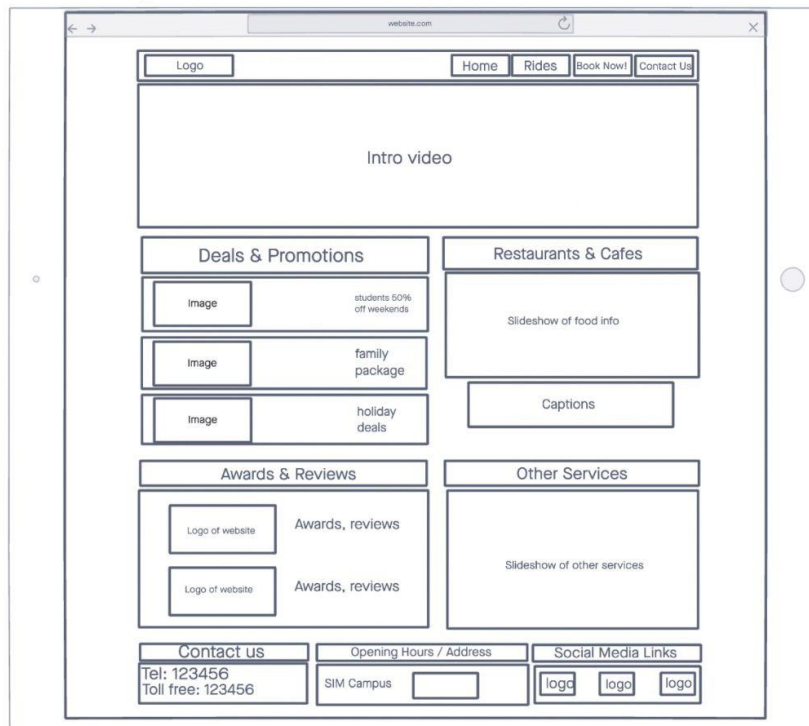 website.com
Logo
Home
Rides
Book Now!
Contact Us
Intro video
Deals & Promotions
Image
students 50%
off weekends
Image
family
package
Image
holiday
deals
Restaurants & Cafes
Slideshow of food info
Captions
Awards & Reviews
Logo of website
Awards, reviews
Logo of website
Awards, reviews
Other Services
Slideshow of other services
Contact us
Tel: 123456
Toll free: 123456
Opening Hours / Address
SIM Campus
Social Media Links
logo
logo
logo